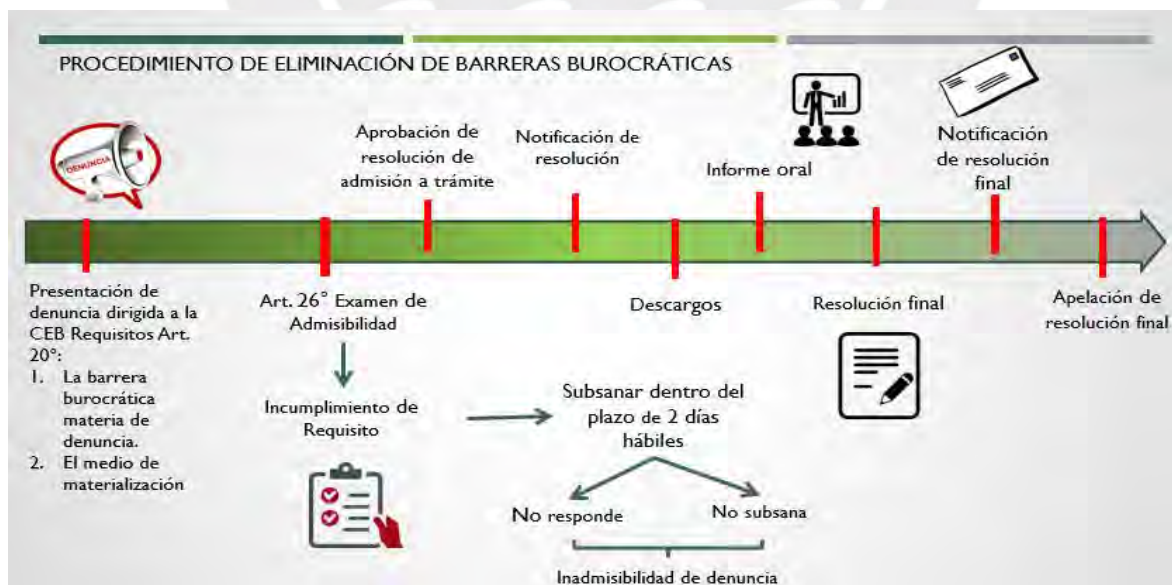 PROCEDIMIENTO DE ELIMINACIÓN DE BARRERAS BUROCRÁTICAS
DENUNCIA
Aprobación de
resolución de
admisión a trámite
Notificación de
resolución
Informe oral
Notificación
de resolución
final
Presentación de
denuncia dirigida a la
CEB Requisitos Art.
20°:
1. La barrera
burocrática
materia de
denuncia.
2. El medio de
materialización
Art. 26° Examen de
Admisibilidad
Descargos
Resolución final
Apelación de
resolución final
Incumplimiento de
Requisito
Subsanar dentro del
plazo de 2 días
hábiles
No responde
No subsana
Inadmisibilidad de denuncia